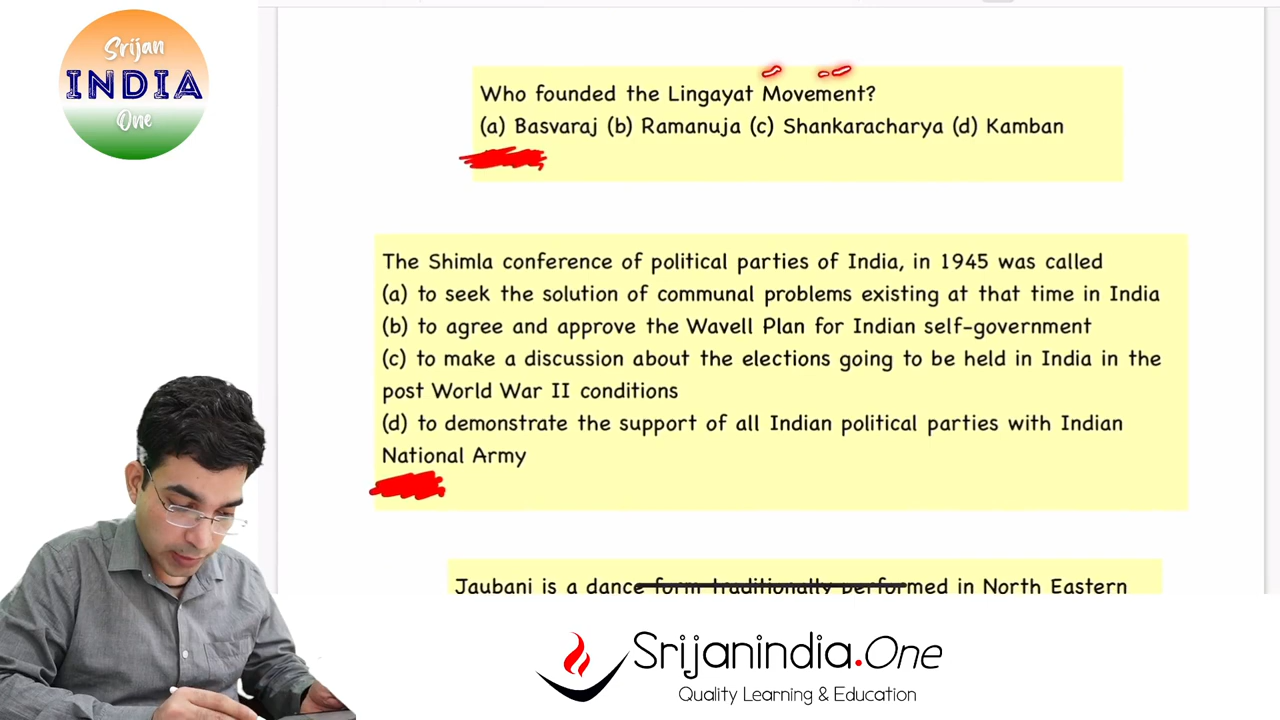 Srijan
INDIA
One
Who founded the Lingayat Movement?
(a) Basvaraj (b) Ramanuja (c) Shankaracharya (d) Kamban
The Shimla conference of political parties of India, in 1945 was called
(a) to seek the solution of communal problems existing at that time in India
(b) to agree and approve the Wavell Plan for Indian self-government
(c) to make a discussion about the elections going to be held in India in the
post World War II conditions
(d) to demonstrate the support of all Indian political parties with Indian
National Army
Jaubani is a dance form traditionally performed in North Eastern
Srijanindia.One
Quality Learning & Education